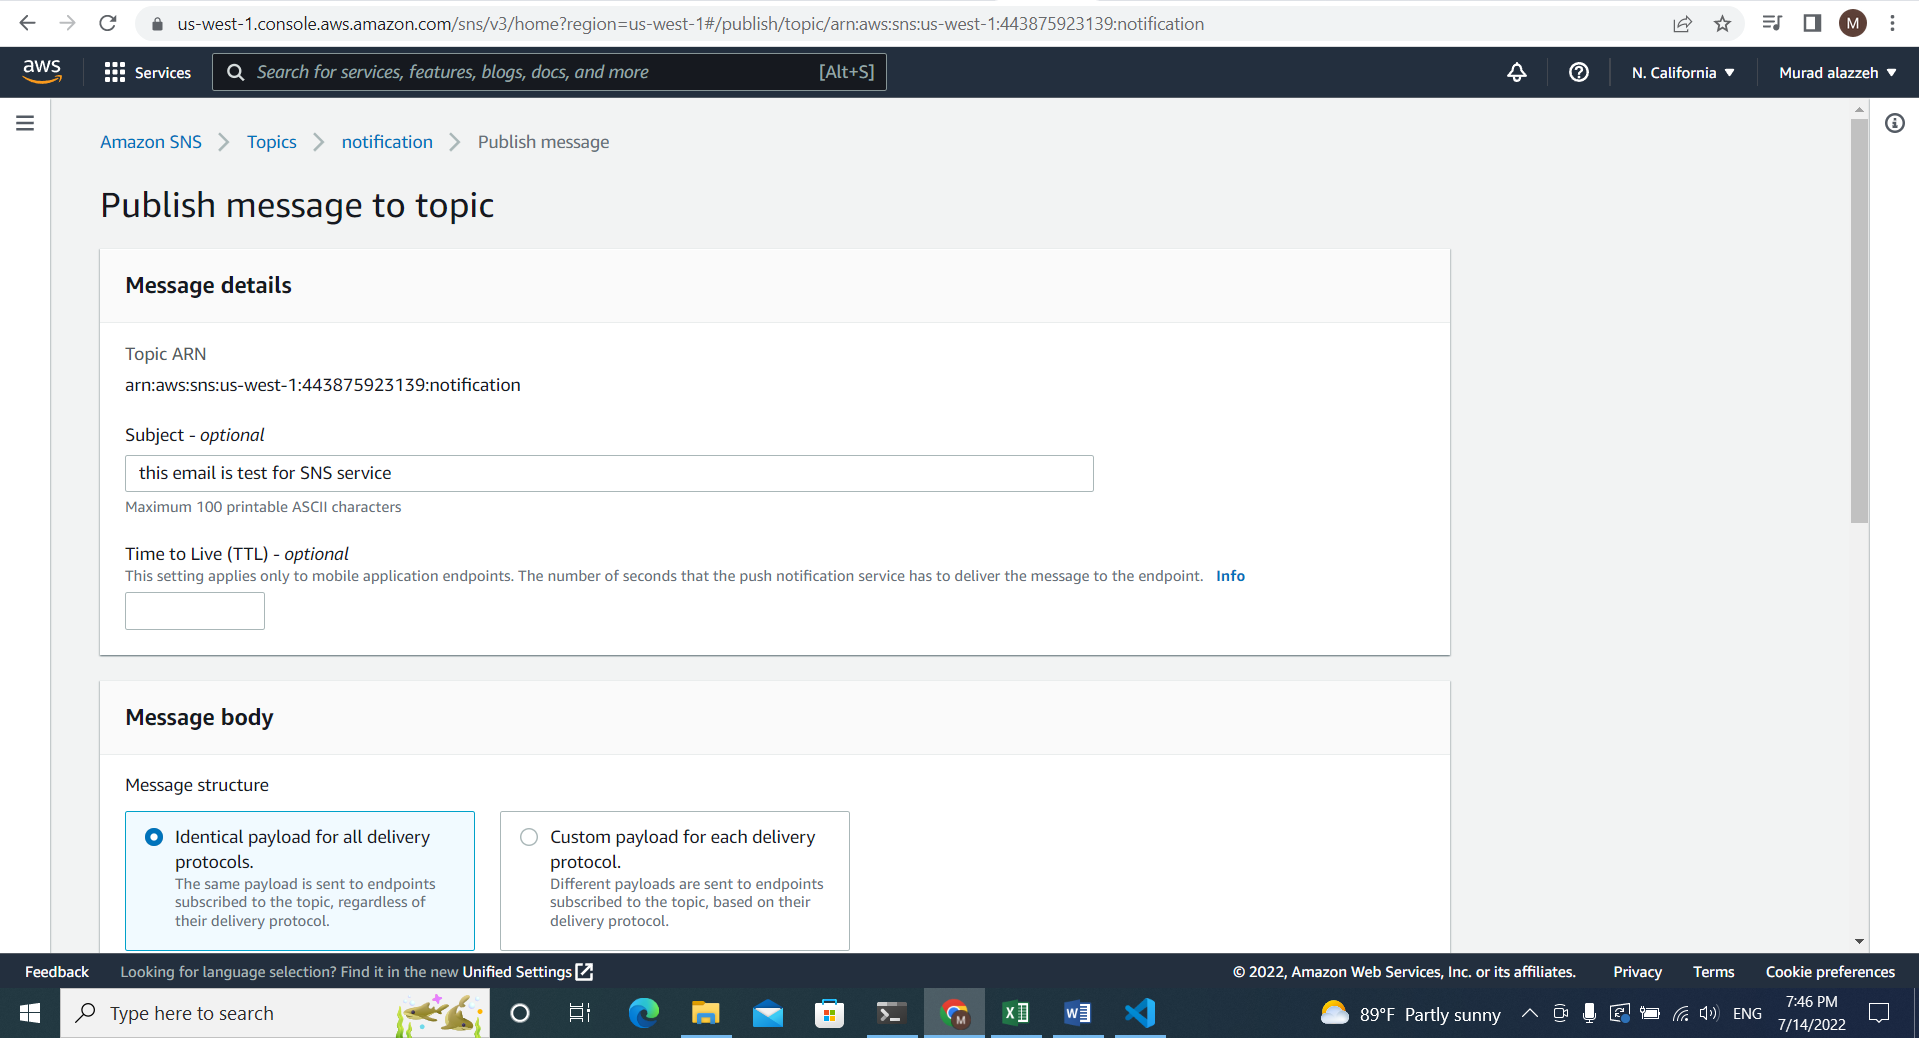 us-west-1.console.aws.amazon.com/sns/v3/home?region=us-west-1#/publish/topic/arn:aws:sns:us-west-1:443875923139:notification
M
aws
Services
Search for services, features, blogs, docs, and more
[Alt+S]
N. California
Murad alazzeh
Amazon SNS
Topics
notification
Publish message
Publish message to topic
Message details
Topic ARN
arn:aws:sns:us-west-1:443875923139:notification
Subject - optional
this email is test for SNS service
Maximum 100 printable ASCII characters
Time to Live (TTL) - optional
This setting applies only to mobile application endpoints. The number of seconds that the push notification service has to deliver the message to the endpoint. Info
Message body
Message structure
Identical payload for all delivery
protocols.
The same payload is sent to endpoints
subscribed to the topic, regardless of
their delivery protocol.
Custom payload for each delivery
protocol.
Different payloads are sent to endpoints
subscribed to the topic, based on their
delivery protocol.
Feedback
Looking for language selection? Find it in the new Unified Settings
© 2022, Amazon Web Services, Inc. or its affiliates.
Privacy
Terms
Cookie preferences
Type here to search
89°F Partly sunny
ENG
7:46 PM
7/14/2022